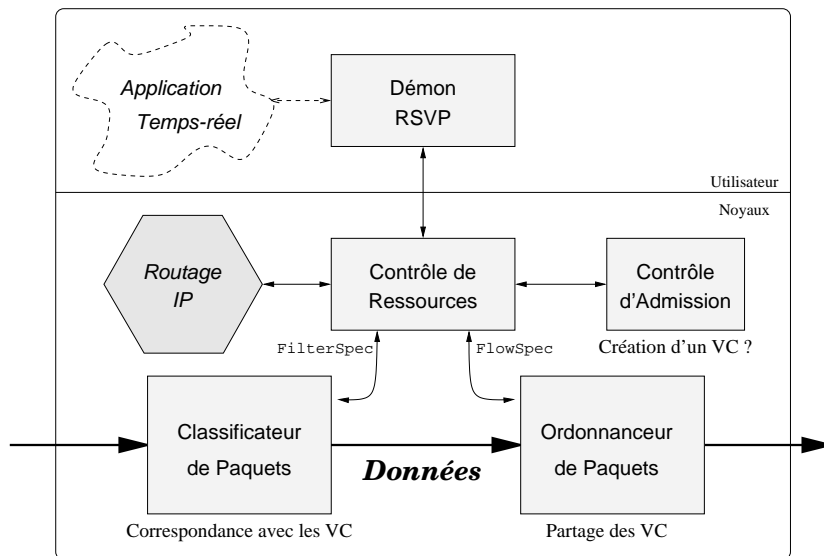 Application
Temps-réel
Démon
RSVP
Utilisateur
Noyaux
Routage
IP
Contrôle de
Ressources
Contrôle
d'Admission
FilterSpec
FlowSpec
Création d'un VC ?
Classificateur
de Paquets
Données
Ordonnanceur
de Paquets
Correspondance avec les VC
Partage des VC